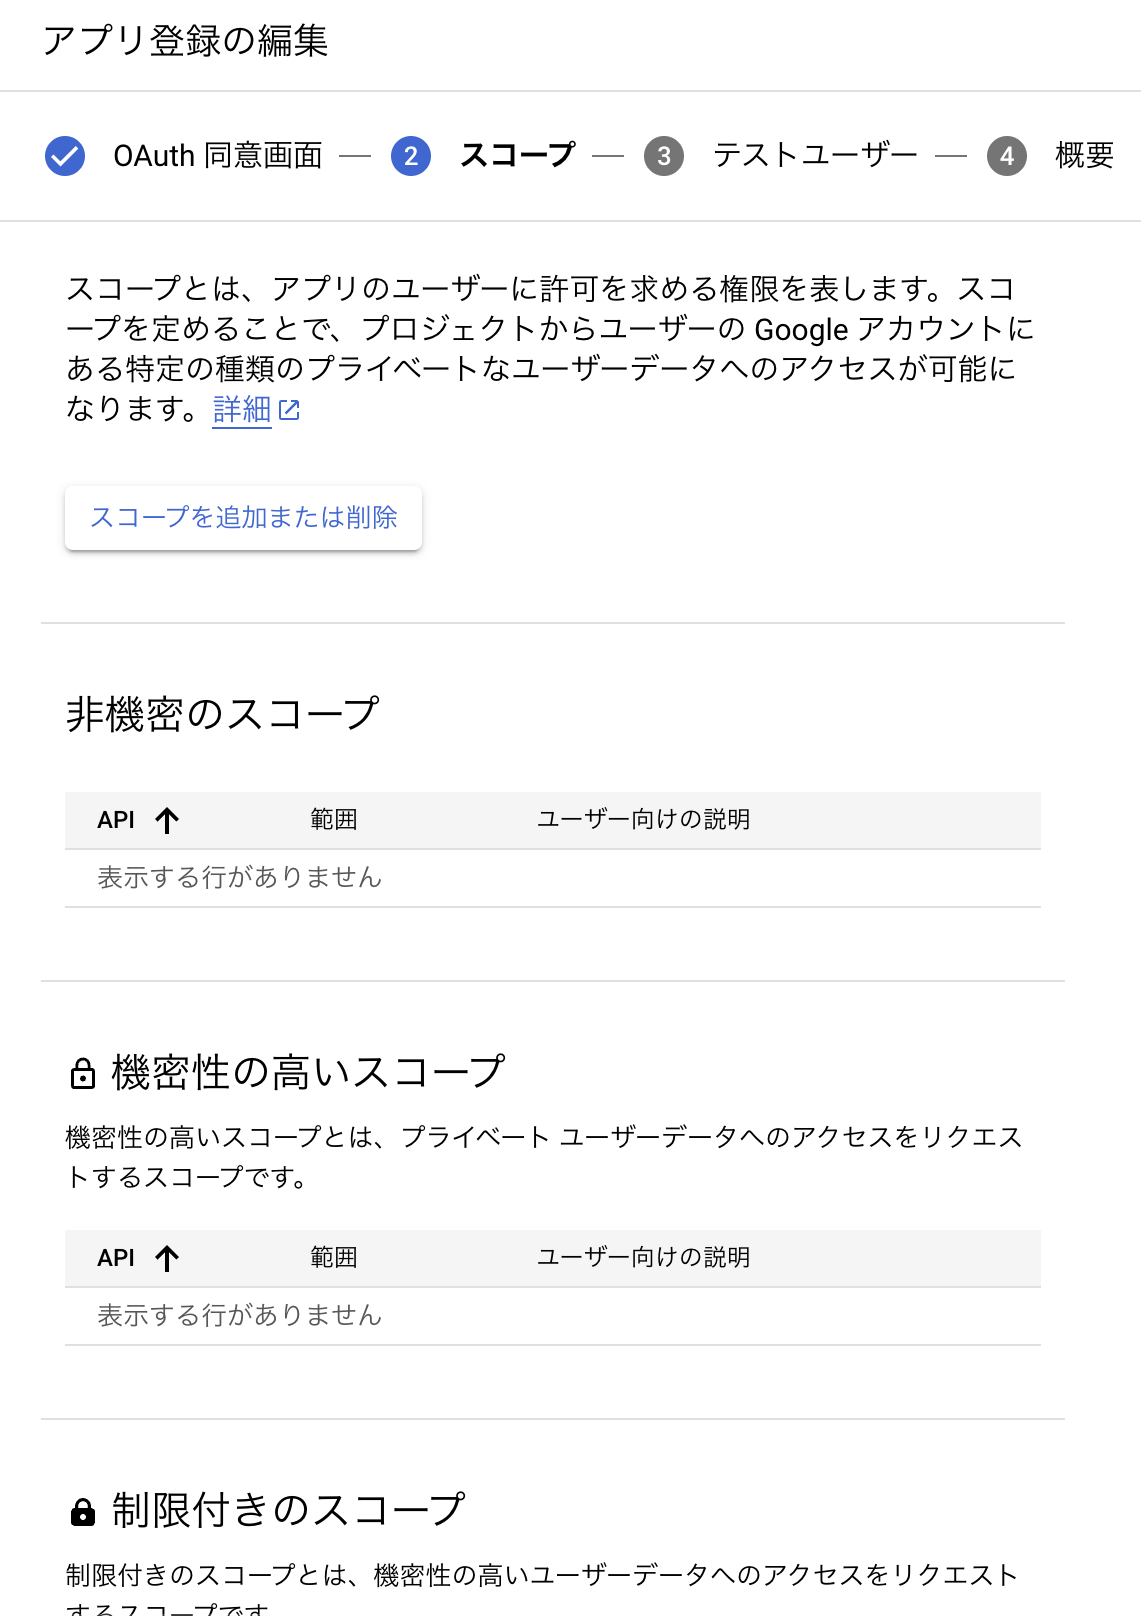 アプリ登録の編集
OAuth 同意画面 — 2 スコープ — 3 テストユーザー — 4 概要
スコープとは、アプリのユーザーに許可を求める権限を表します。スコ
ープを定めることで、プロジェクトからユーザーの Google アカウントに
ある特定の種類のプライベートなユーザーデータへのアクセスが可能に
なります。詳細
スコープを追加または削除
非機密のスコープ
API 範囲 ユーザー向けの説明
表示する行がありません
機密性の高いスコープ
機密性の高いスコープとは、プライベート ユーザーデータへのアクセスをリクエス
トするスコープです。
API 範囲 ユーザー向けの説明
表示する行がありません
制限付きのスコープ
制限付きのスコープとは、機密性の高いユーザーデータへのアクセスをリクエスト
するスコープです